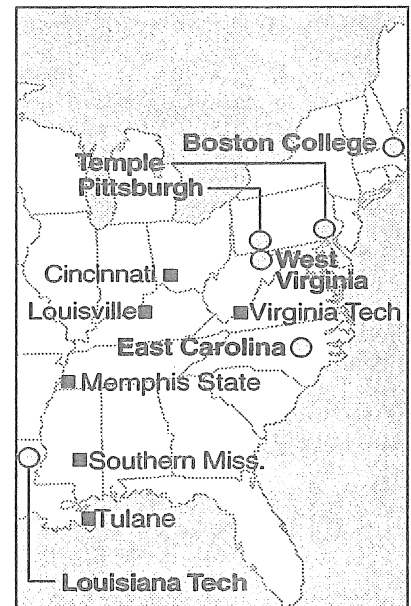 Boston College
Temple
Pittsburgh
West
Virginia
Cincinnati
Louisville
Virginia Tech
East Carolina
Memphis State
Southern Miss.
Tulane
Louisiana Tech